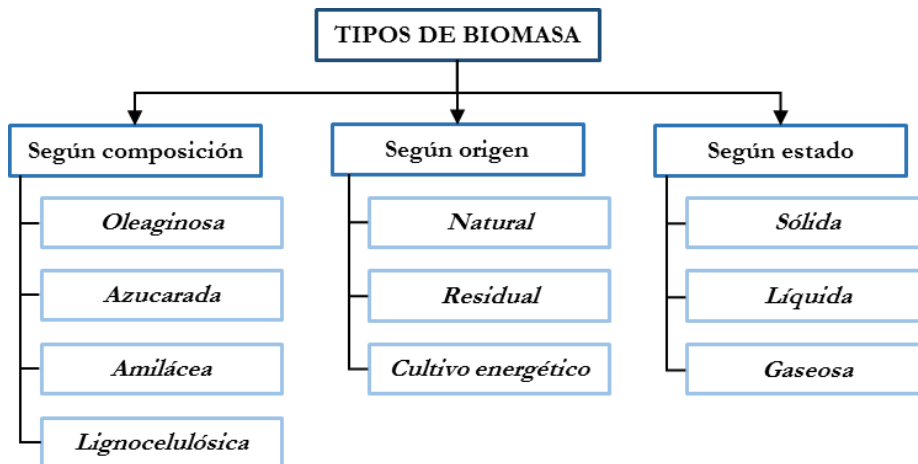 TIPOS DE BIOMASA
Según composición
Oleaginosa
Azucarada
Amilácea
Lignocelulósica
Según origen
Natural
Residual
Cultivo energético
Según estado
Sólida
Líquida
Gaseosa